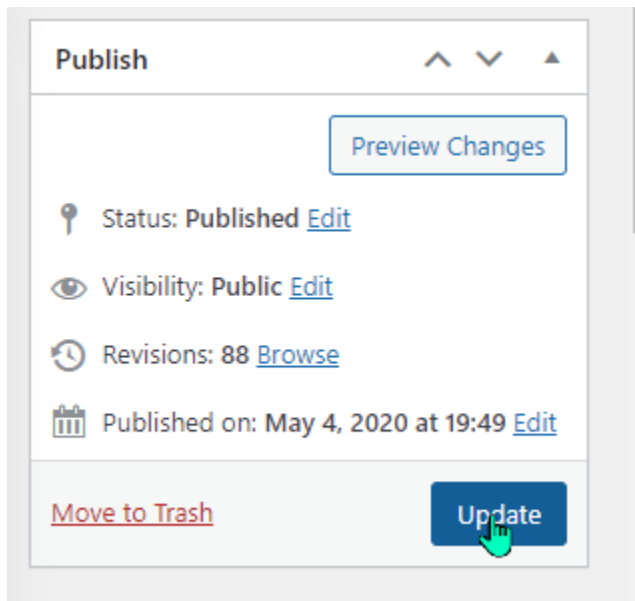 Publish
Preview Changes
Status: Published Edit
Visibility: Public Edit
Revisions: 88 Browse
Published on: May 4, 2020 at 19:49 Edit
Move to Trash Update